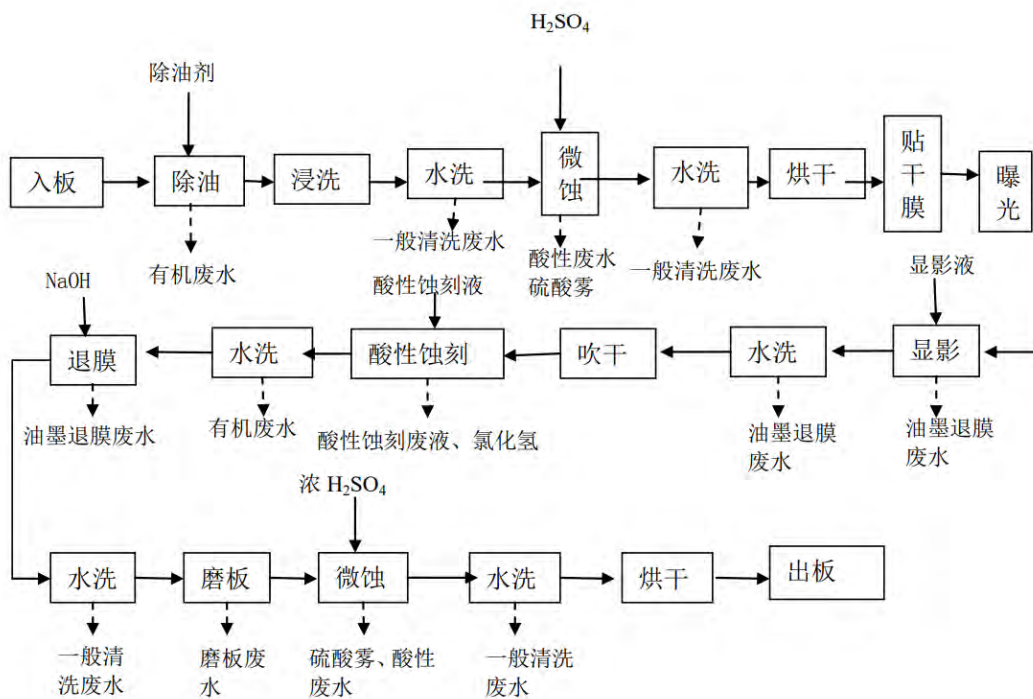 H₂SO₄
除油剂
入板
除油
浸洗
水洗
微
蚀
水洗
烘干
贴
干
膜
曝
光
有机废水
一般清洗废水
酸性废水
硫酸雾
一般清洗废水
NaOH
酸性蚀刻液
显影液
退膜
水洗
酸性蚀刻
吹干
水洗
显影
油墨退膜废水
有机废水
酸性蚀刻废液、氯化氢
油墨退膜
废水
油墨退膜
废水
浓 H₂SO₄
水洗
磨板
微蚀
水洗
烘干
出板
一般清
洗废水
磨板废
水
硫酸雾、酸性
废水
一般清洗
废水